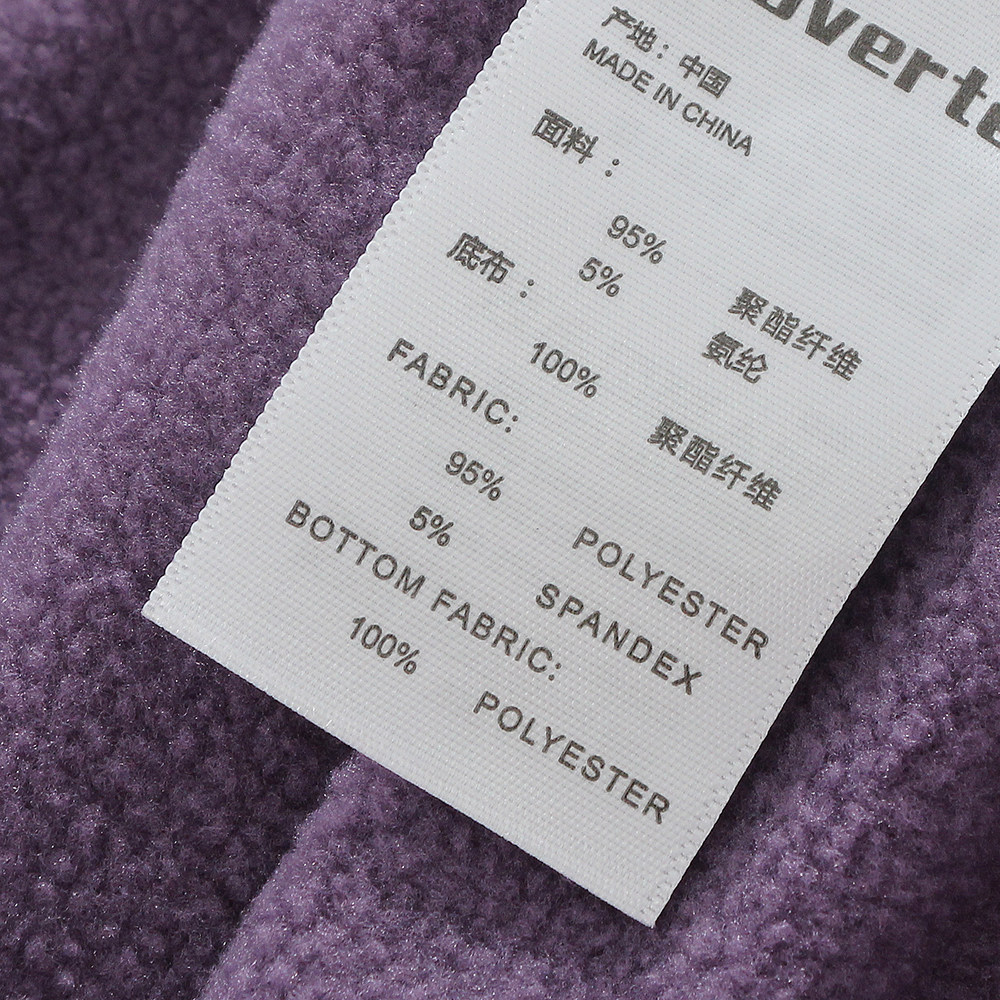 产地：中国
MADE IN CHINA
面料：
95% 聚酯纤维
5% 氨纶
底布：
100% 聚酯纤维
FABRIC:
95% POLYESTER
5% SPANDEX
BOTTOM FABRIC:
100% POLYESTER